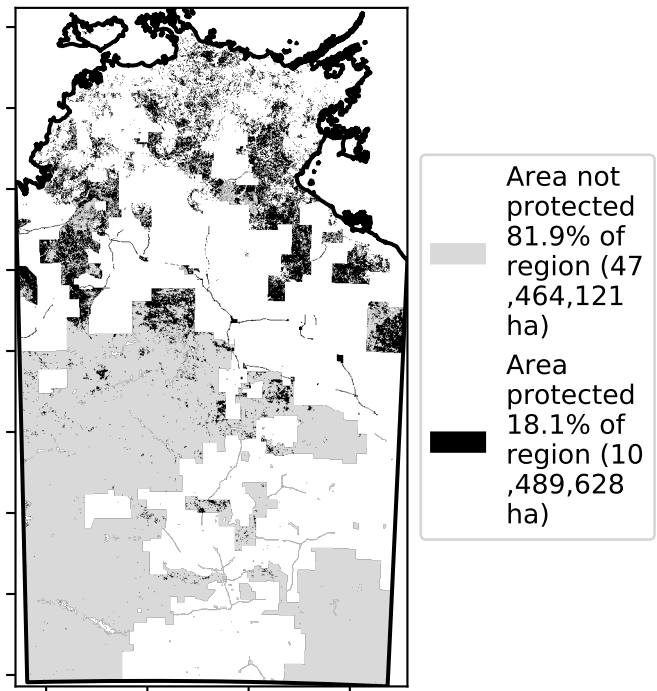 Area not
protected
81.9% of
region (47
,464,121
ha)
Area
protected
18.1% of
region (10
,489,628
ha)